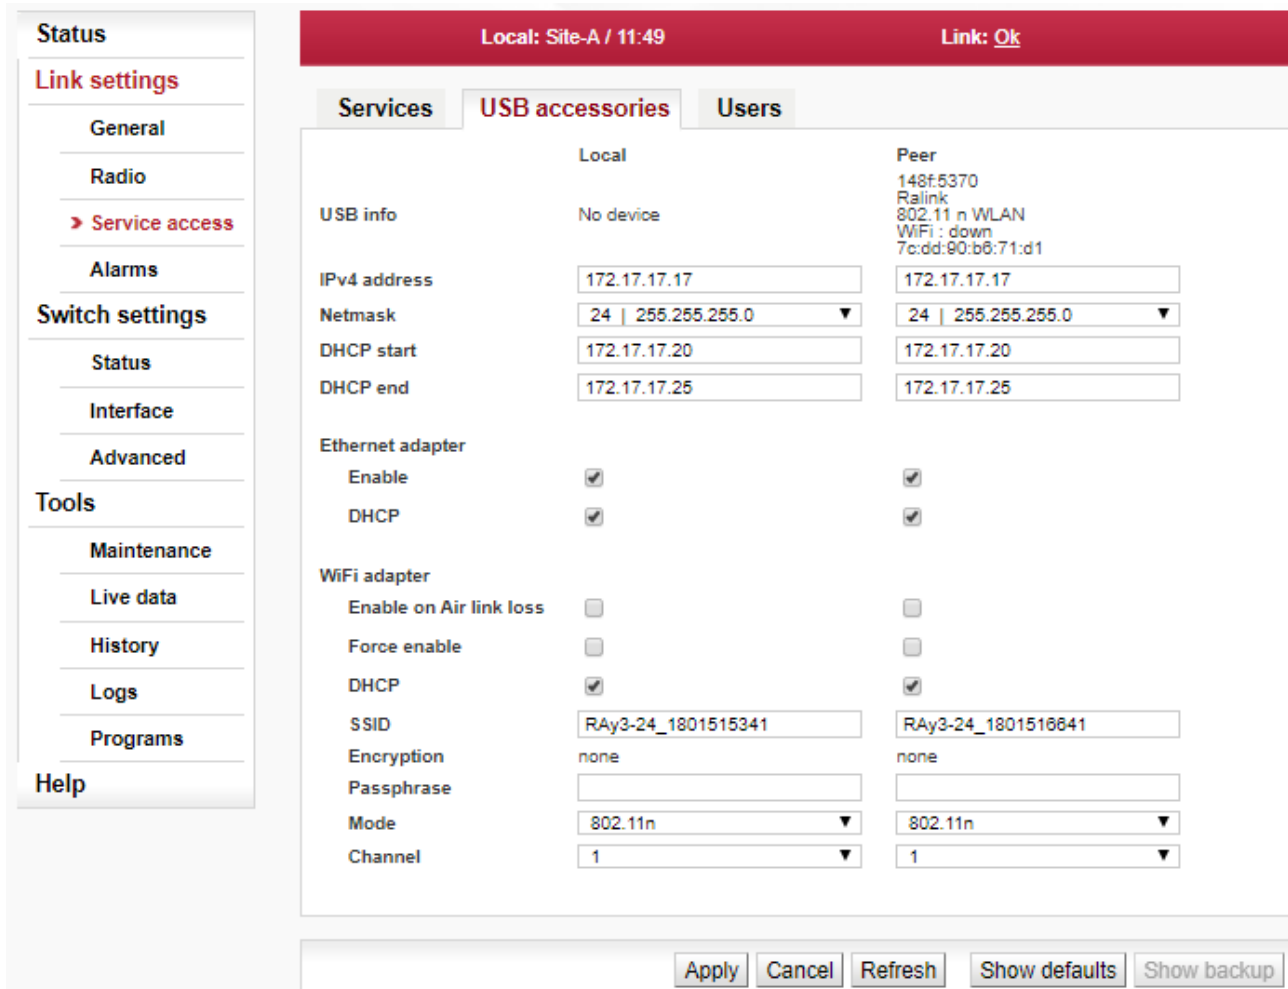 Status
Link settings
General
Radio
Service access
Alarms
Switch settings
Status
Interface
Advanced
Tools
Maintenance
Live data
History
Logs
Programs
Help
Local: Site-A / 11:49 Link: Ok
Services USB accessories Users
Local Peer
148f:5370
Ralink
USB info No device 802.11 n WLAN
WiFi : down
7c:dd:90:b6:71:d1
IPv4 address 172.17.17.17 172.17.17.17
Netmask 24 | 255.255.255.0 24 | 255.255.255.0
DHCP start 172.17.17.20 172.17.17.20
DHCP end 172.17.17.25 172.17.17.25
Ethernet adapter
Enable
DHCP
WiFi adapter
Enable on Air link loss
Force enable
DHCP
SSID RAy3-24_1801515341 RAy3-24_1801516641
Encryption none none
Passphrase
Mode 802.11n 802.11n
Channel 1 1
Apply Cancel Refresh Show defaults Show backup